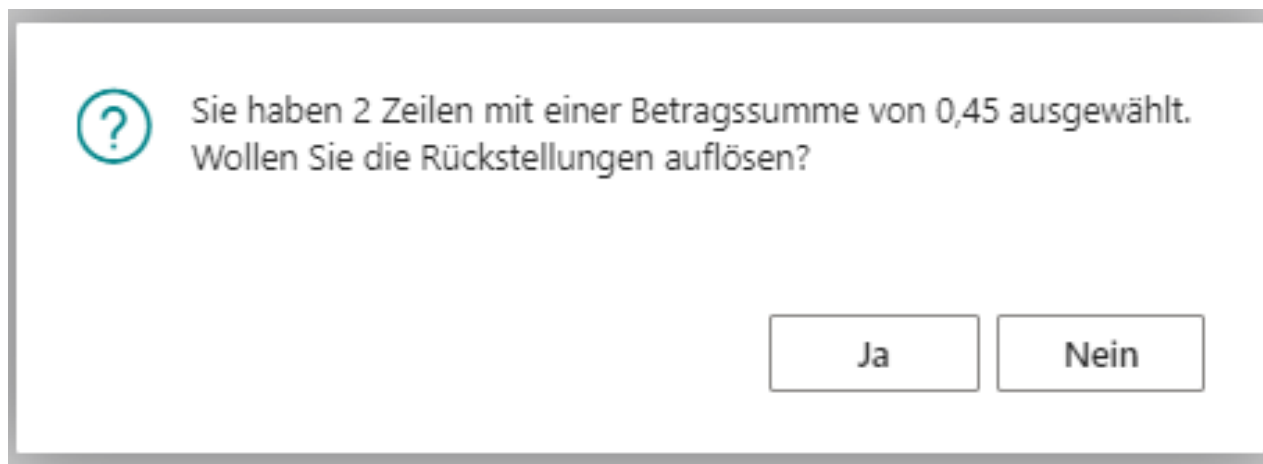 Sie haben 2 Zeilen mit einer Betragssumme von 0,45 ausgewählt.
Wollen Sie die Rückstellungen auflösen?
Ja
Nein